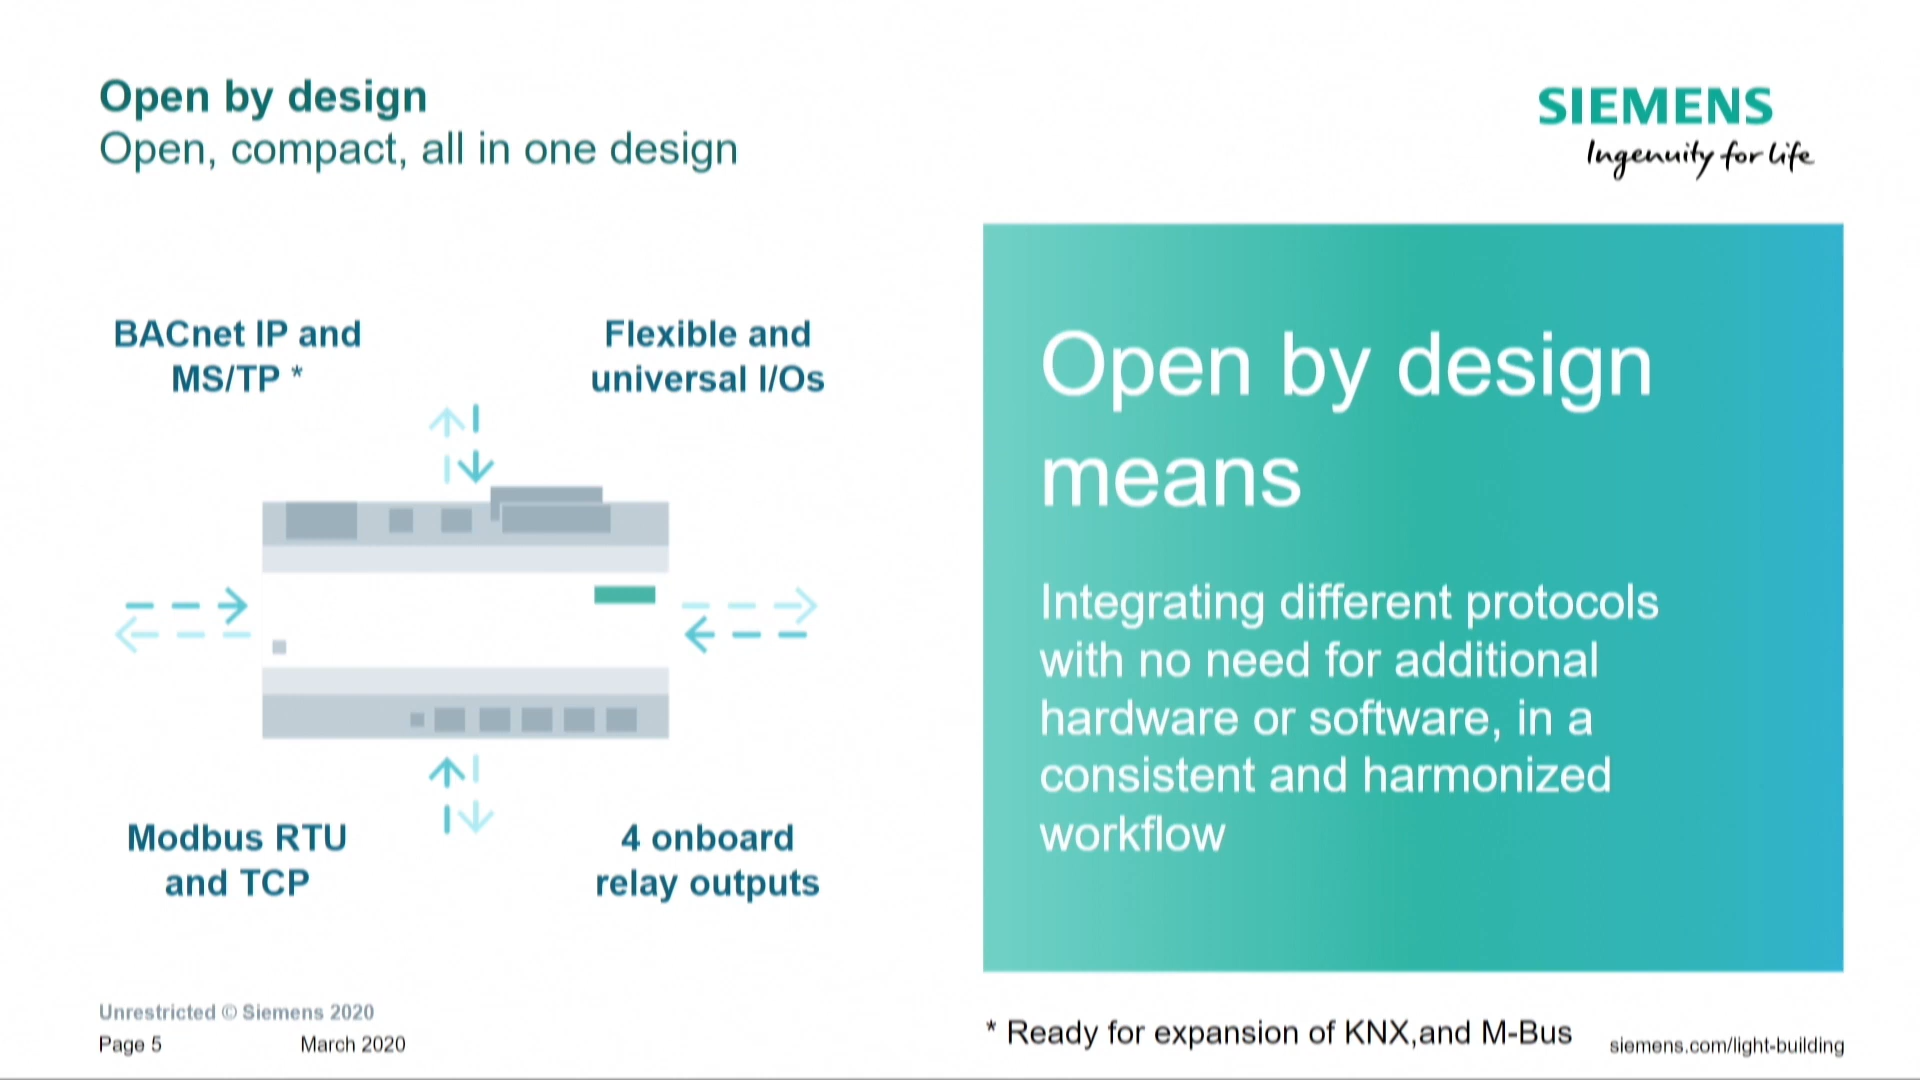 Open by design
Open, compact, all in one design
SIEMENS
Ingenuity for life
BACnet IP and
MS/TP *
Flexible and
universal I/Os
Modbus RTU
and TCP
4 onboard
relay outputs
Open by design
means
Integrating different protocols
with no need for additional
hardware or software, in a
consistent and harmonized
workflow
Unrestricted © Siemens 2020
Page 5 March 2020
* Ready for expansion of KNX,and M-Bus
siemens.com/light-building